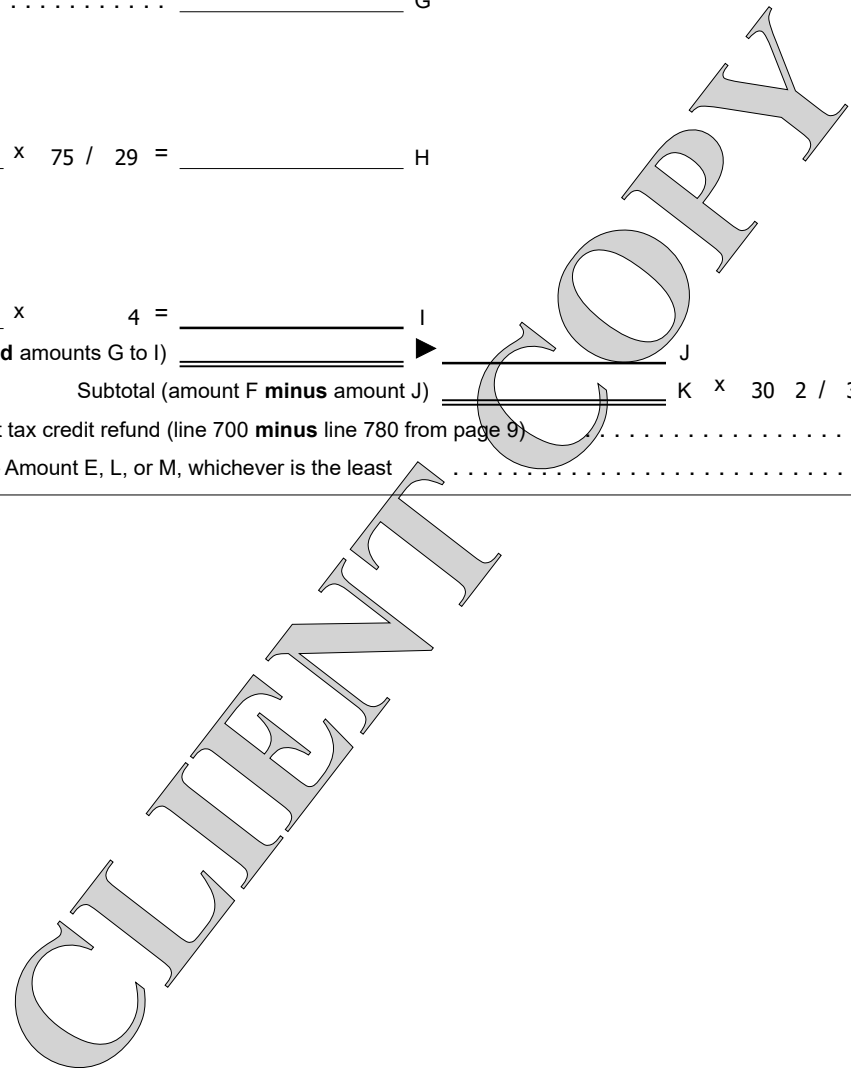 . . . . . . . . . . . G
x 75 / 29 = H
x 4 = I
amounts G to I) ▶ J
Subtotal (amount F minus amount J) K x 30 2 /
tax credit refund (line 700 minus line 780 from page 9) . . . . . . . . . . . . . . . . . .
Amount E, L, or M, whichever is the least . . . . . . . . . . . . . . . . . . . . . . . . . . . .
CLIENT COPY